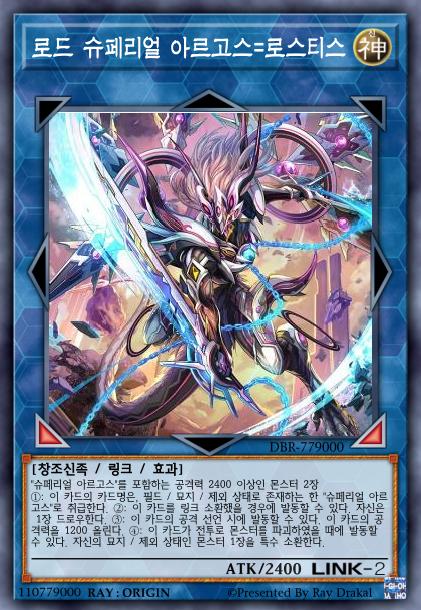 로드 슈페리얼 아르고스=로스티스
神
신
DBR-779000
[창조신족 / 링크 / 효과]
"슈페리얼 아르고스"를 포함하는 공격력 2400 이상인 몬스터 2장
①: 이 카드의 카드명은, 필드 / 묘지 / 제외 상태로 존재하는 한 "슈페리얼 아르
고스"로 취급한다. ②: 이 카드를 링크 소환했을 경우에 발동할 수 있다. 자신은
1장 드로우한다. ③: 이 카드의 공격 선언 시에 발동할 수 있다. 이 카드의 공
격력을 1200 올린다. ④: 이 카드가 전투로 몬스터를 파괴하였을 때에 발동할
수 있다. 자신의 묘지 / 제외 상태인 몬스터 1장을 특수 소환한다.
ATK/2400 LINK-2
110779000 RAY : ORIGIN ©Presented By Ray Drakal